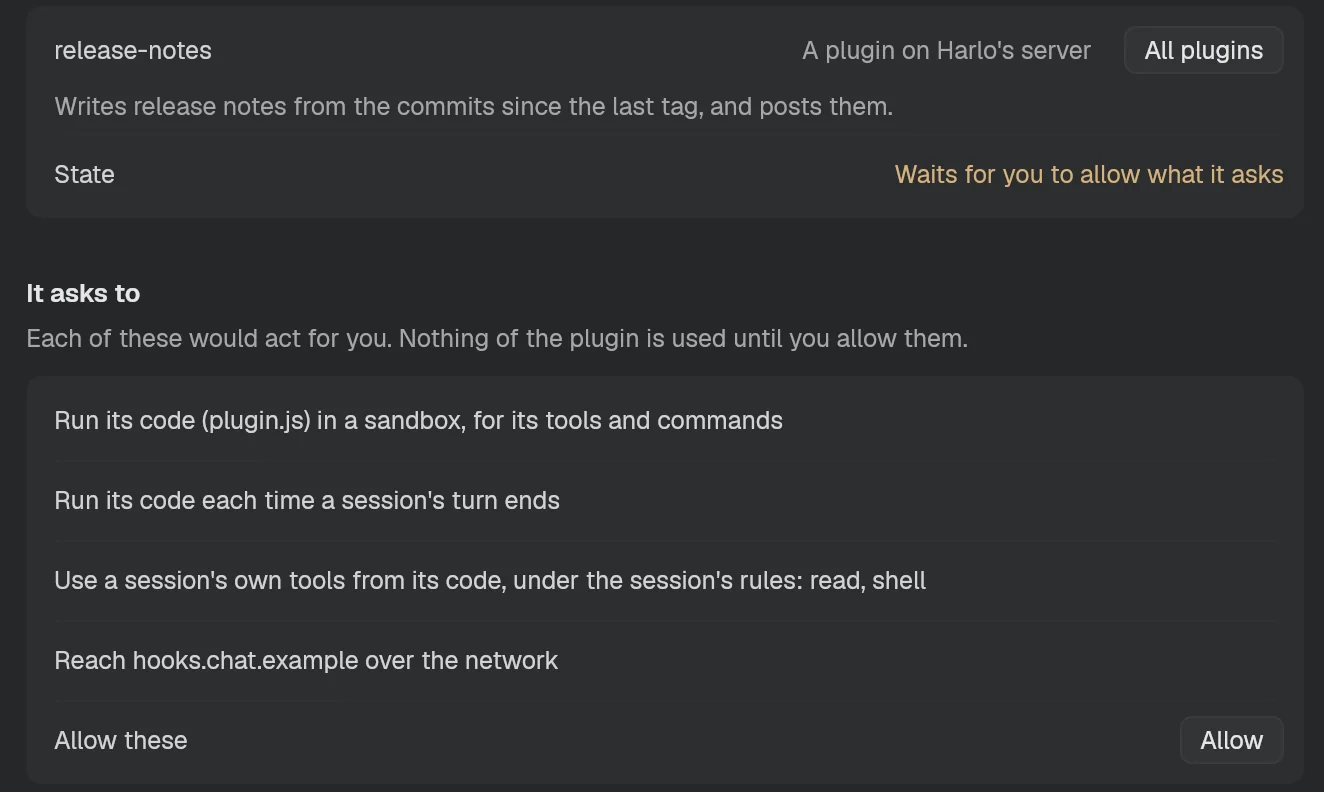 release-notes
A plugin on Harlo's server
All plugins
Writes release notes from the commits since the last tag, and posts them.
State
Waits for you to allow what it asks
It asks to
Each of these would act for you. Nothing of the plugin is used until you allow them.
Run its code (plugin.js) in a sandbox, for its tools and commands
Run its code each time a session's turn ends
Use a session's own tools from its code, under the session's rules: read, shell
Reach hooks.chat.example over the network
Allow these
Allow